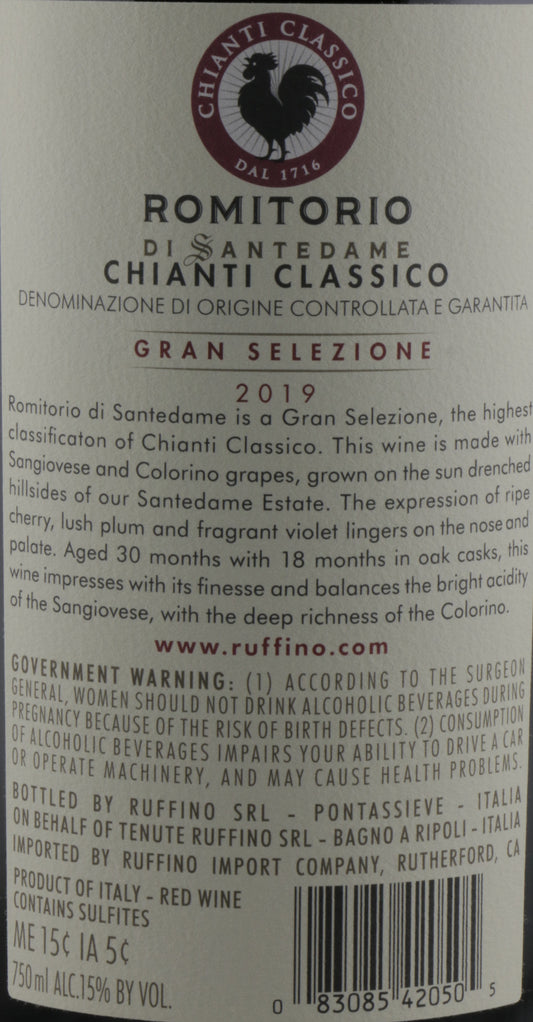 CHIANTI CLASSICO
DAL 1716
ROMITORIO
DI SANTEDAME
CHIANTI CLASSICO
DENOMINAZIONE DI ORIGINE CONTROLLATA E GARANTITA
GRAN SELEZIONE
2019
Romitorio di Santedame is a Gran Selezione, the highest
classificaton of Chianti Classico. This wine is made with
Sangiovese and Colorino grapes, grown on the sun drenched
hillsides of our Santedame Estate. The expression of ripe
cherry, lush plum and fragrant violet lingers on the nose and
palate. Aged 30 months with 18 months in oak casks, this
wine impresses with its finesse and balances the bright acidity
of the Sangiovese, with the deep richness of the Colorino.
www.ruffino.com
GOVERNMENT WARNING: (1) ACCORDING TO THE SURGEON
GENERAL, WOMEN SHOULD NOT DRINK ALCOHOLIC BEVERAGES DURING
PREGNANCY BECAUSE OF THE RISK OF BIRTH DEFECTS. (2) CONSUMPTION
OF ALCOHOLIC BEVERAGES IMPAIRS YOUR ABILITY TO DRIVE A CAR
OR OPERATE MACHINERY, AND MAY CAUSE HEALTH PROBLEMS.
BOTTLED BY RUFFINO SRL - PONTASSIEVE - ITALIA
ON BEHALF OF TENUTE RUFFINO SRL - BAGNO A RIPOLI - ITALIA
IMPORTED BY RUFFINO IMPORT COMPANY, RUTHERFORD, CA
PRODUCT OF ITALY - RED WINE
CONTAINS SULFITES
ME 15¢ IA 5¢
750 ml ALC.15% BY VOL.
0 83085 42050 5